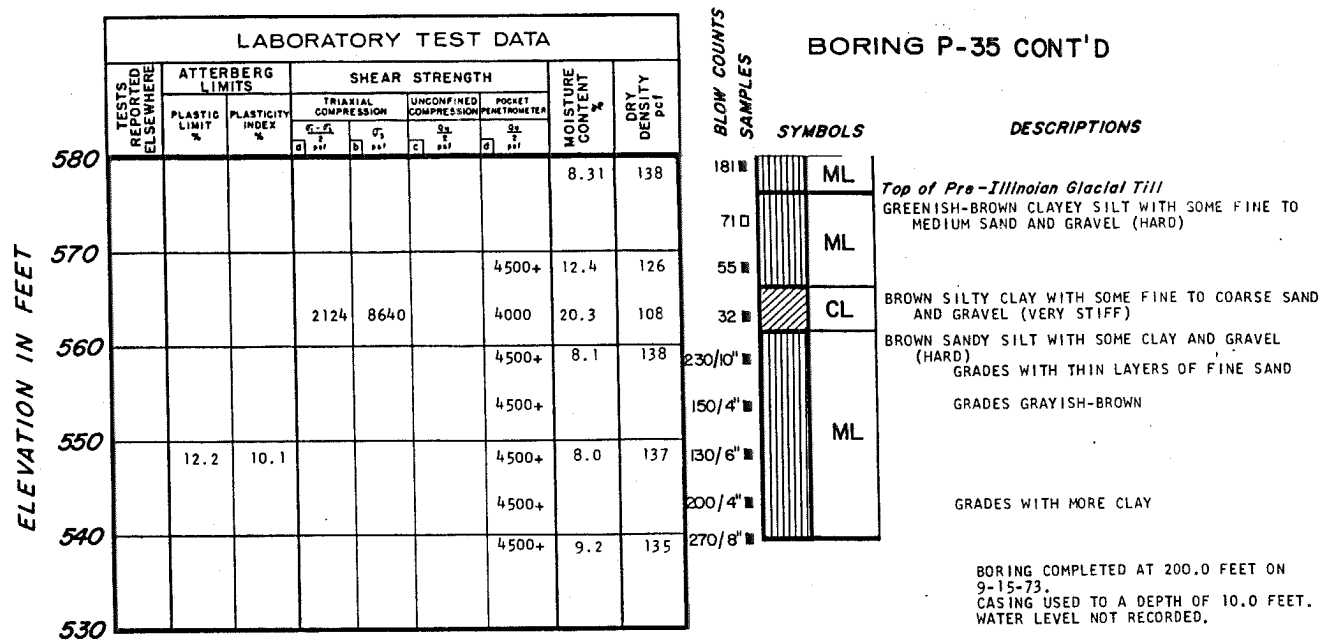 LABORATORY TEST DATA
TESTS REPORTED ELSEWHERE
ATTERBERG LIMITS
SHEAR STRENGTH
MOISTURE CONTENT %
DRY DENSITY pcf
PLASTIC LIMIT %
PLASTICITY INDEX %
TRIAXIAL COMPRESSION
UNCONFINED COMPRESSION
POCKET PENETROMETER
a psf
b σ3 psf
c Qu/2 psf
d Qu/2 psf
BLOW COUNTS
SAMPLES
BORING P-35 CONT'D
SYMBOLS
DESCRIPTIONS
ELEVATION IN FEET
580
8.31 138
181 ML
Top of Pre-Illinoian Glacial Till
71
GREENISH-BROWN CLAYEY SILT WITH SOME FINE TO
MEDIUM SAND AND GRAVEL (HARD)
ML
570
4500+ 12.4 126
55
2124 8640 4000 20.3 108
32 CL
BROWN SILTY CLAY WITH SOME FINE TO COARSE SAND
AND GRAVEL (VERY STIFF)
560
BROWN SANDY SILT WITH SOME CLAY AND GRAVEL
(HARD)
4500+ 8.1 138
230/10"
GRADES WITH THIN LAYERS OF FINE SAND
4500+
150/4"
GRADES GRAYISH-BROWN
ML
550
12.2 10.1 4500+ 8.0 137
130/6"
4500+
200/4"
GRADES WITH MORE CLAY
540
4500+ 9.2 135
270/8"
BORING COMPLETED AT 200.0 FEET ON
9-15-73.
CASING USED TO A DEPTH OF 10.0 FEET.
WATER LEVEL NOT RECORDED.
530